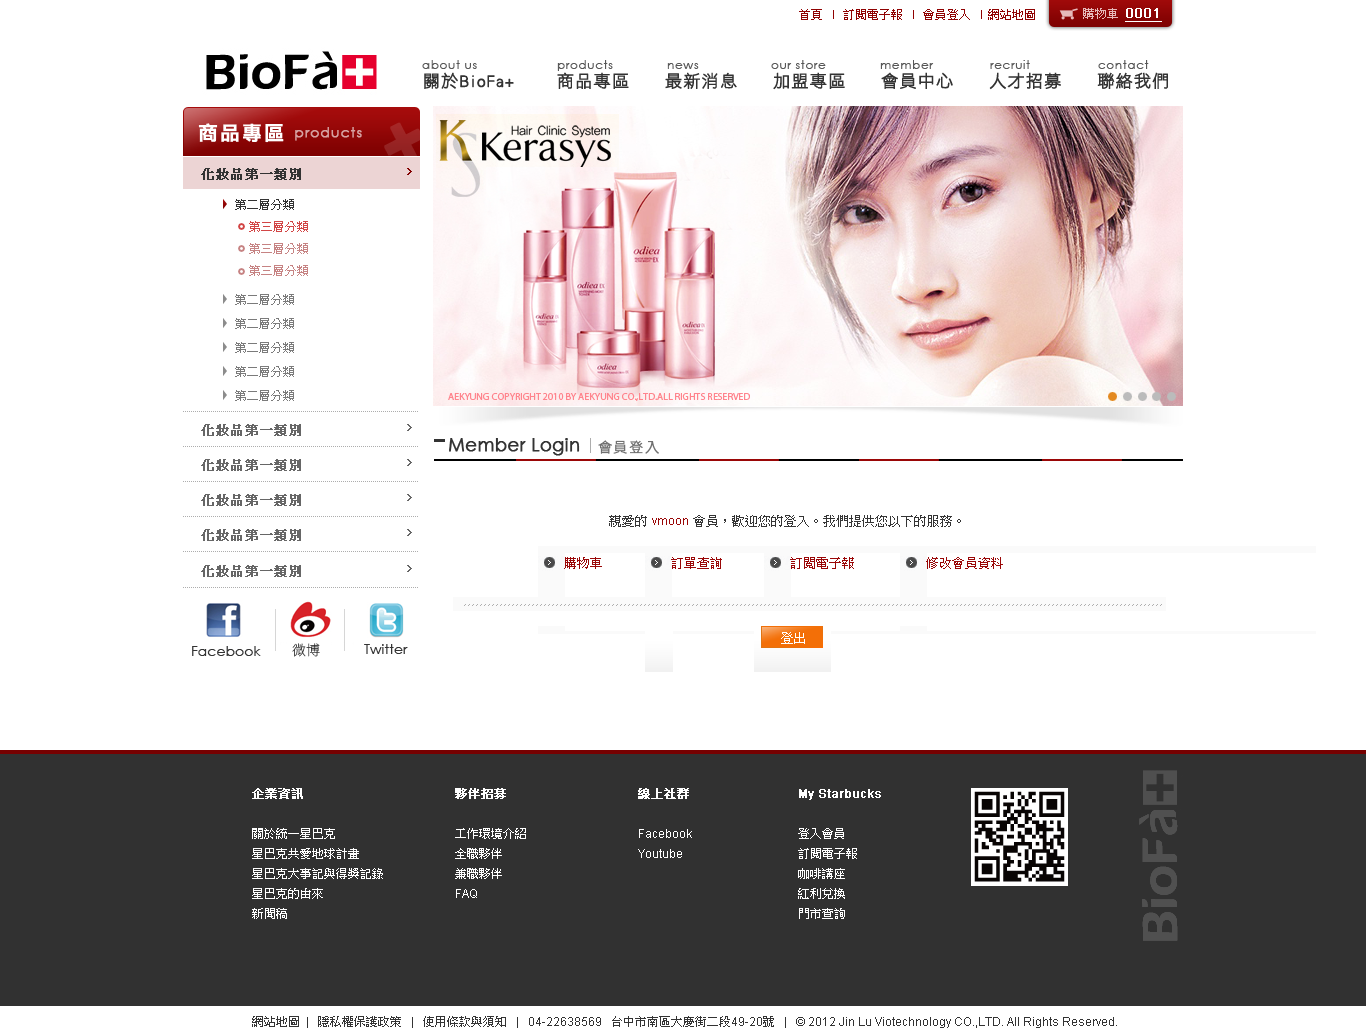 首頁 | 訂閱電子報 | 會員登入 | 網站地圖 購物車 0001
BioFà+
about us products news our store member recruit contact
關於BioFa+ 商品專區 最新消息 加盟專區 會員中心 人才招募 聯絡我們
商品專區 products
化妝品第一類別
第二層分類
第三層分類
第三層分類
第三層分類
第二層分類
第二層分類
第二層分類
第二層分類
第二層分類
化妝品第一類別
化妝品第一類別
化妝品第一類別
化妝品第一類別
化妝品第一類別
Facebook 微博 Twitter
K S
Hair Clinic System
Kerasys
odiea
odiea
odiea
odiea
odiea
AEKYUNG COPYRIGHT 2010 BY AEKYUNG CO.,LTD.ALL RIGHTS RESERVED
Member Login | 會員登入
親愛的 vmoon 會員，歡迎您的登入。我們提供您以下的服務。
購物車 訂單查詢 訂閱電子報 修改會員資料
登出
企業資訊
關於統一星巴克
星巴克共愛地球計畫
星巴克大事記與得獎記錄
星巴克的由來
新聞稿
夥伴招募
工作環境介紹
全職夥伴
兼職夥伴
FAQ
線上社群
Facebook
Youtube
My Starbucks
登入會員
訂閱電子報
咖啡講座
紅利兌換
門市查詢
BioFà+
網站地圖 | 隱私權保護政策 | 使用條款與須知 | 04-22638569 台中市南區大慶街二段49-20號 | © 2012 Jin Lu Viotechnology CO.,LTD. All Rights Reserved.